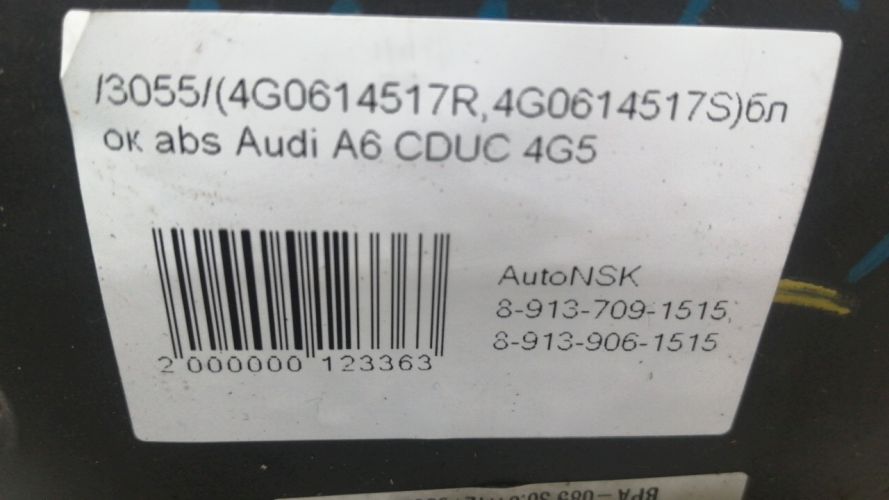 /3055/(4G0614517R,4G0614517S)бл
ок abs Audi A6 CDUC 4G5
AutoNSK
8-913-709-1515,
8-913-906-1515
2 000000 123363